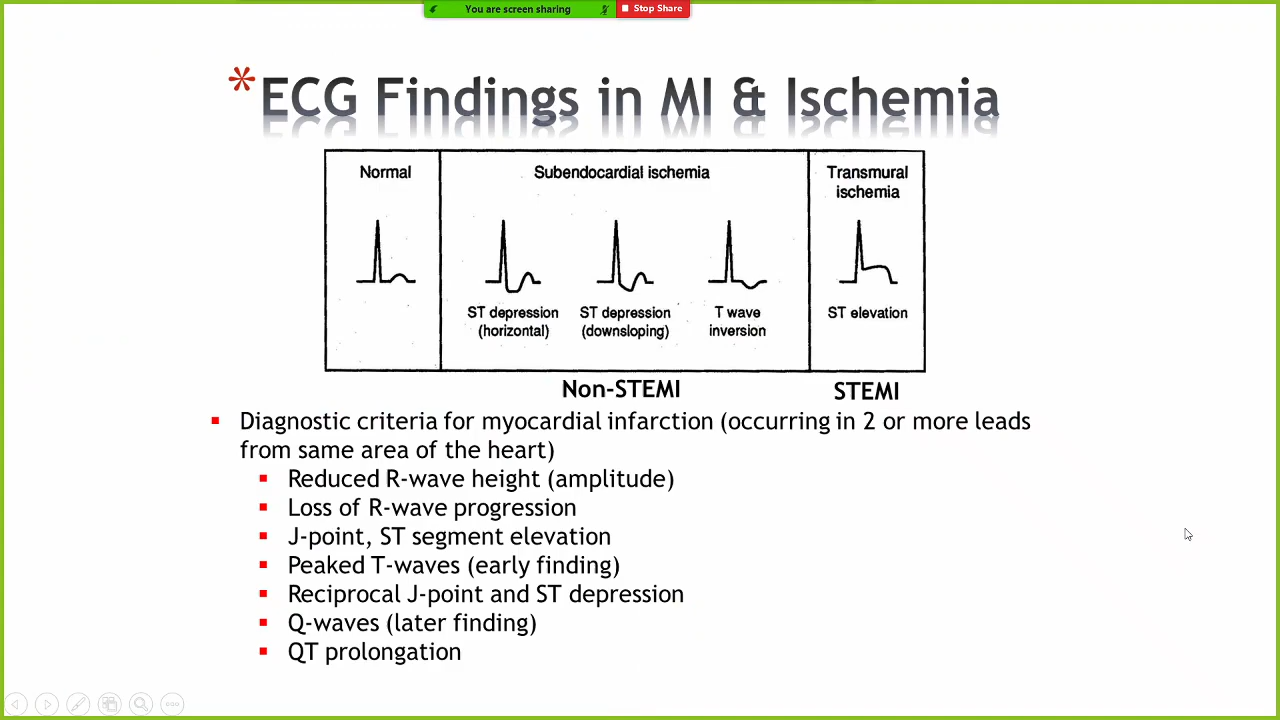 You are screen sharing Stop Share
*ECG Findings in MI & Ischemia
Normal
Subendocardial ischemia
Transmural
ischemia
ST depression
(horizontal)
ST depression
(downsloping)
T wave
inversion
ST elevation
Non-STEMI
STEMI
Diagnostic criteria for myocardial infarction (occurring in 2 or more leads
from same area of the heart)
Reduced R-wave height (amplitude)
Loss of R-wave progression
J-point, ST segment elevation
Peaked T-waves (early finding)
Reciprocal J-point and ST depression
Q-waves (later finding)
QT prolongation